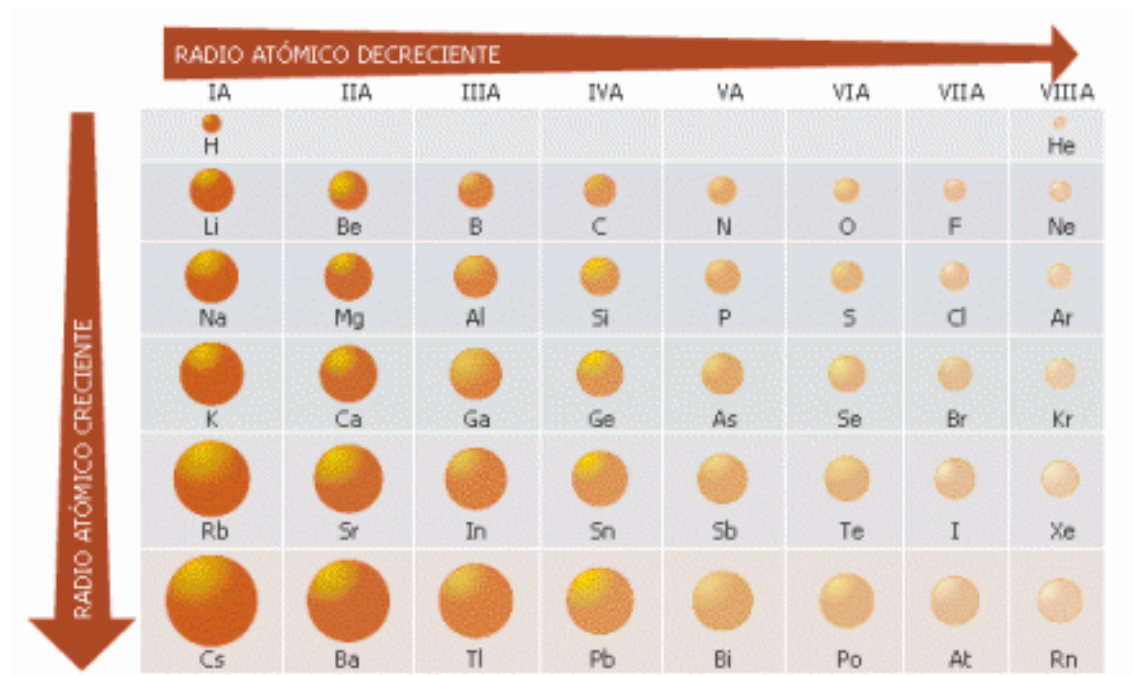 RADIO ATÓMICO DECRECIENTE
IA IIA IIIA IVA VA VIA VIIA VIIIA
RADIO ATÓMICO CRECIENTE
H He
Li Be B C N O F Ne
Na Mg Al Si P S Cl Ar
K Ca Ga Ge As Se Br Kr
Rb Sr In Sn Sb Te I Xe
Cs Ba Tl Pb Bi Po At Rn